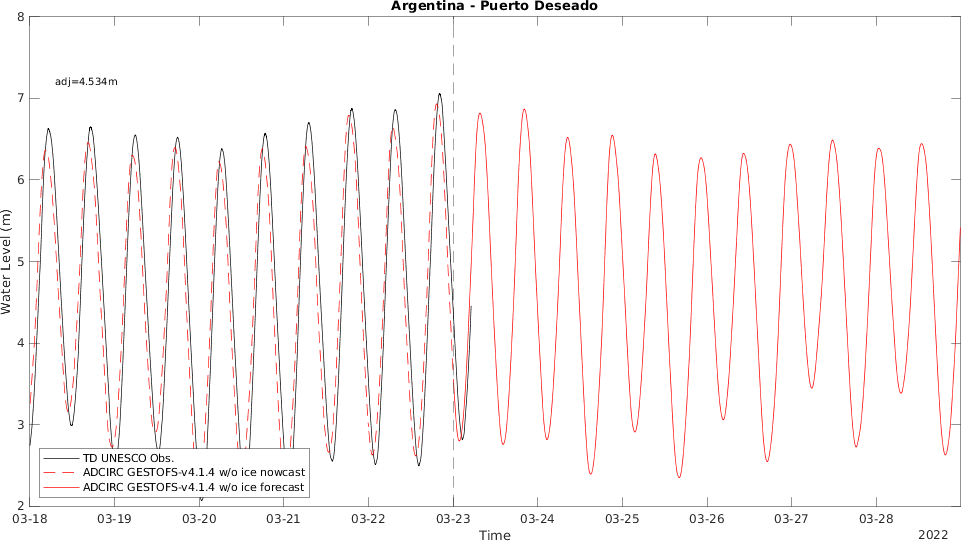 Argentina - Puerto Deseado
8
7
6
5
4
3
2
Water Level (m)
adj=4.534m
TD UNESCO Obs.
ADCIRC GESTOFS-v4.1.4 w/o ice nowcast
ADCIRC GESTOFS-v4.1.4 w/o ice forecast
03-18 03-19 03-20 03-21 03-22 03-23 03-24 03-25 03-26 03-27 03-28
Time
2022